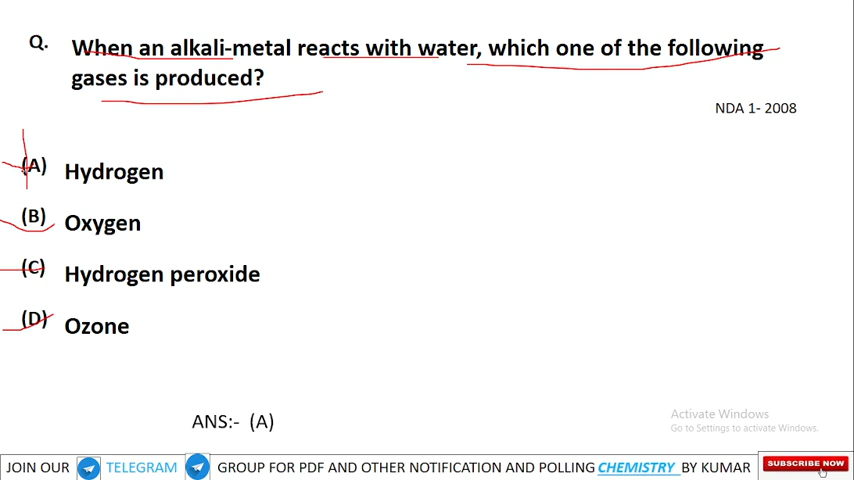 Q. When an alkali-metal reacts with water, which one of the following
gases is produced?
NDA 1- 2008
(A) Hydrogen
(B) Oxygen
(C) Hydrogen peroxide
(D) Ozone
ANS:- (A)
Activate Windows
Go to Settings to activate Windows.
JOIN OUR TELEGRAM GROUP FOR PDF AND OTHER NOTIFICATION AND POLLING CHEMISTRY BY KUMAR SUBSCRIBE NOW